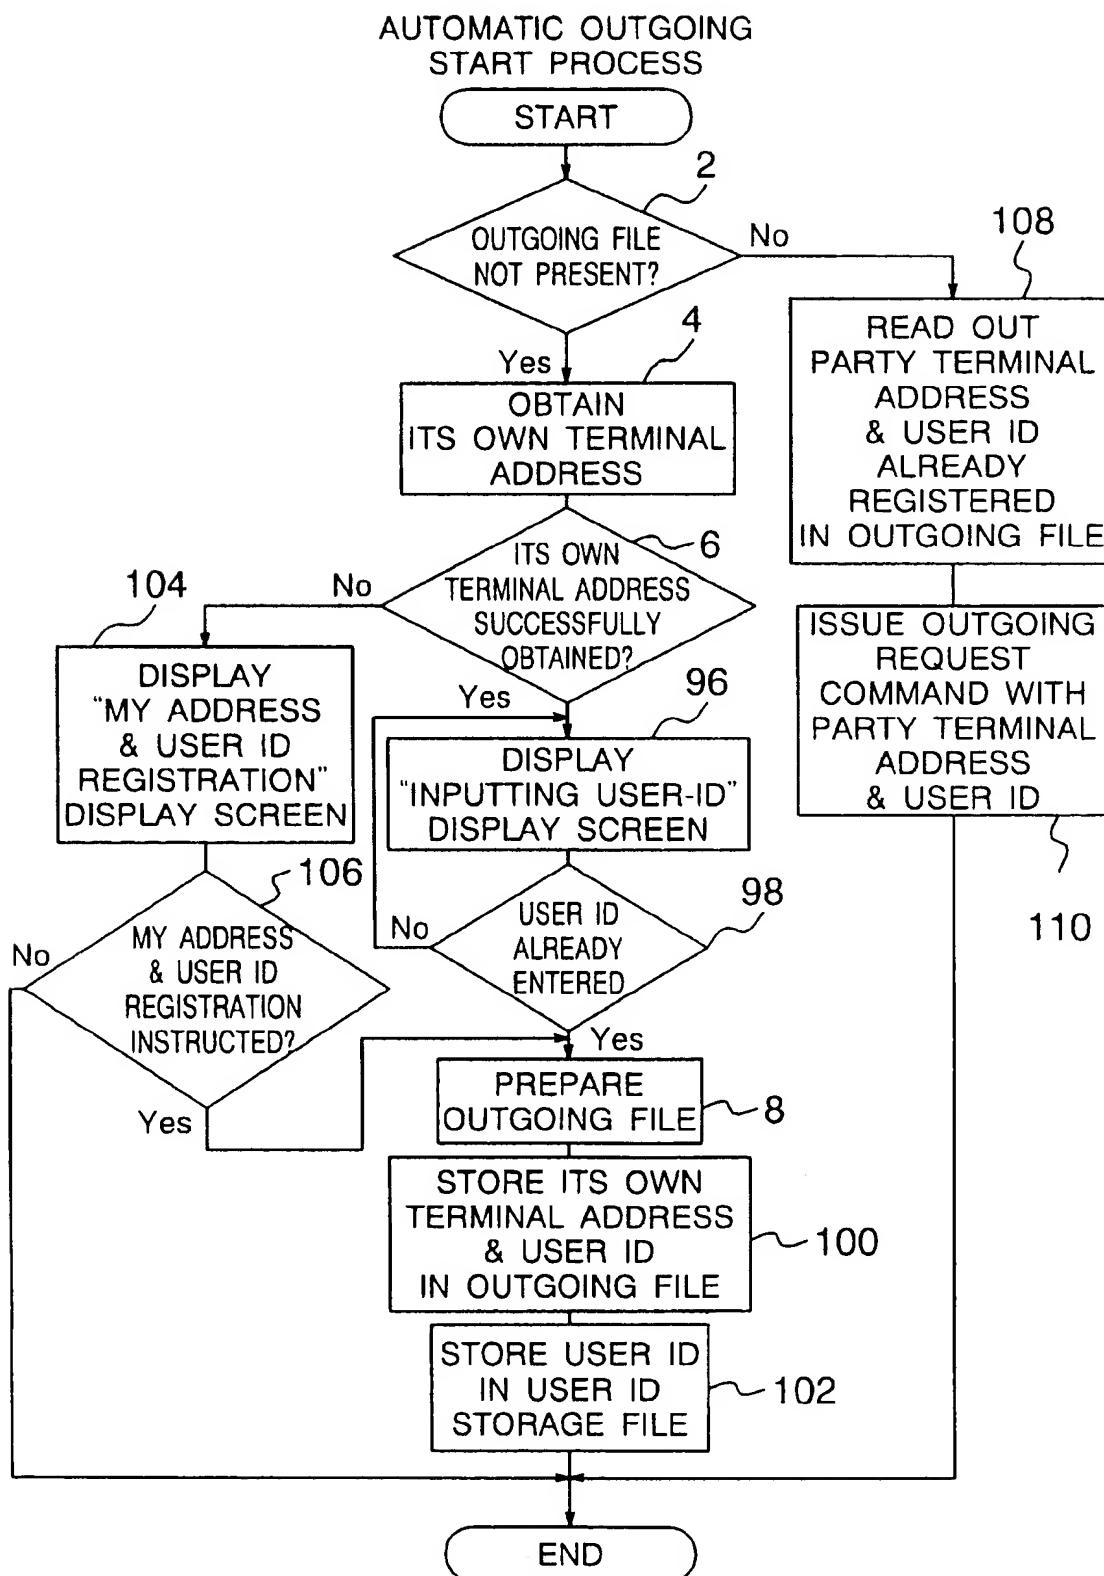 AUTOMATIC OUTGOING
START PROCESS
START
2
OUTGOING FILE
NOT PRESENT?
No
108
Yes
4
OBTAIN
ITS OWN TERMINAL
ADDRESS
READ OUT
PARTY TERMINAL
ADDRESS
& USER ID
ALREADY
REGISTERED
IN OUTGOING FILE
6
ITS OWN
TERMINAL ADDRESS
SUCCESSFULLY
OBTAINED?
No
104
Yes
96
ISSUE OUTGOING
REQUEST
COMMAND WITH
PARTY TERMINAL
ADDRESS
& USER ID
110
DISPLAY
"MY ADDRESS
& USER ID
REGISTRATION"
DISPLAY SCREEN
DISPLAY
"INPUTTING USER-ID"
DISPLAY SCREEN
106
MY ADDRESS
& USER ID
REGISTRATION
INSTRUCTED?
No
Yes
USER ID
ALREADY
ENTERED
98
No
Yes
PREPARE
OUTGOING FILE
8
STORE ITS OWN
TERMINAL ADDRESS
& USER ID
IN OUTGOING FILE
100
STORE USER ID
IN USER ID
STORAGE FILE
102
END